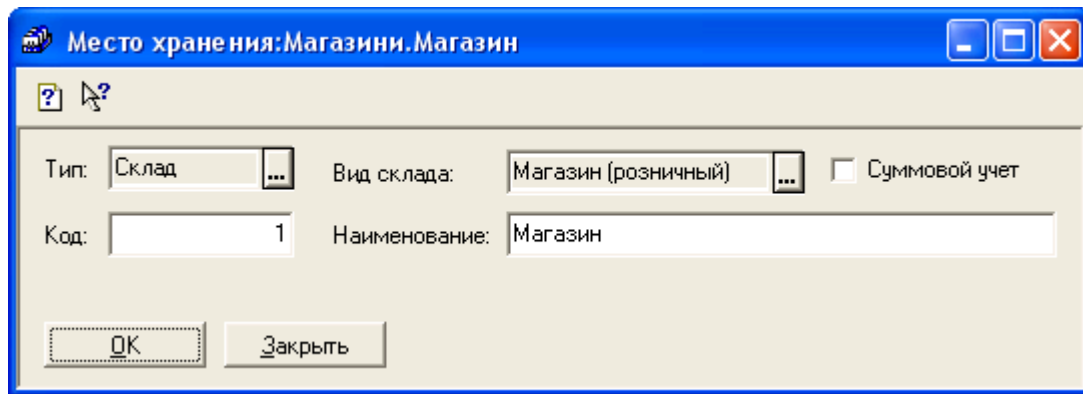 Место хранения:Магазини.Магазин
Тип: Склад ... Вид склада: Магазин (розничный) ... Суммовой учет
Код: 1 Наименование: Магазин
OK Закрыть